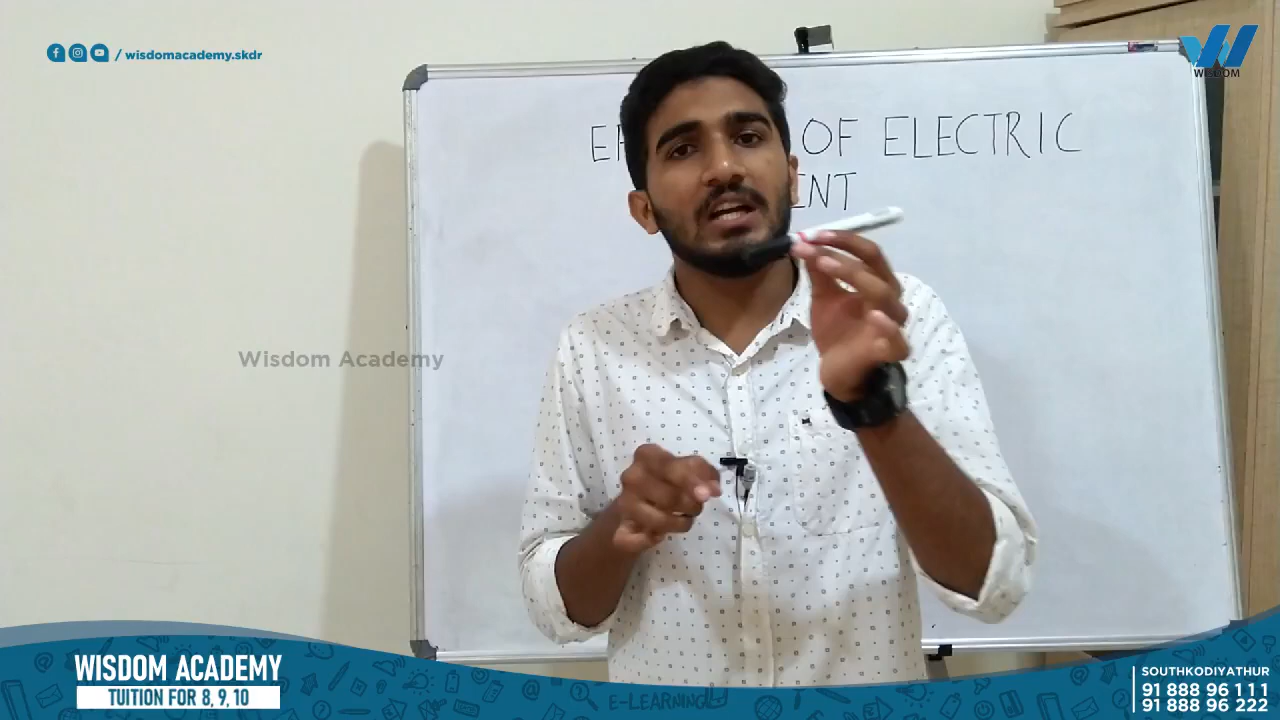 / wisdomacademy.skdr
WISDOM
OF ELECTRIC
Wisdom Academy
WISDOM ACADEMY
TUITION FOR 8, 9, 10
E-LEARNING
SOUTHKODIYATHUR
91 888 96 111
91 888 96 222